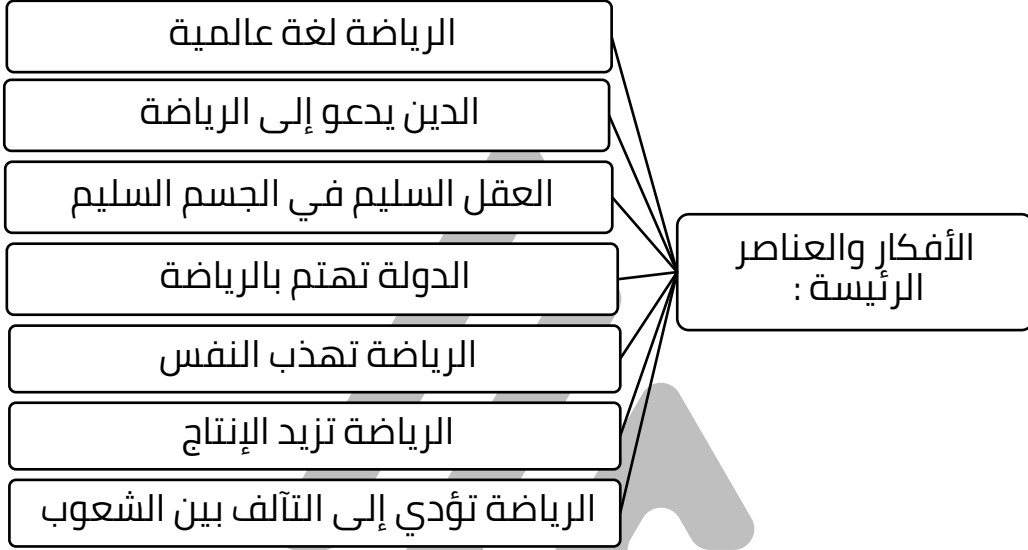 الأفكار والعناصر
الرئيسة :
الرياضة لغة عالمية
الدين يدعو إلى الرياضة
العقل السليم في الجسم السليم
الدولة تهتم بالرياضة
الرياضة تهذب النفس
الرياضة تزيد الإنتاج
الرياضة تؤدي إلى التآلف بين الشعوب